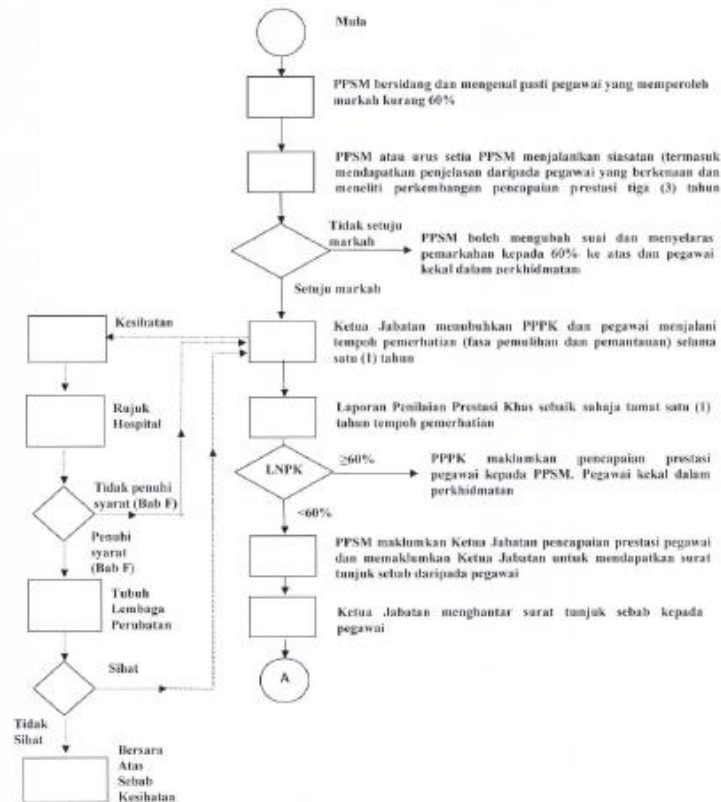 Mula
PPSM bersidang dan mengenal pasti pegawai yang memperoleh
markah kurang 60%
PPSM atau urus setia PPSM menjalankan siasatan (termasuk
mendapatkan penjelasan daripada pegawai yang berkenaan dan
meneliti perkembangan pencapaian prestasi tiga (3) tahun
Tidak setuju
markah
PPSM boleh mengubah suai dan menyelaras
pemarkahan kepada 60% ke atas dan pegawai
kekal dalam perkhidmatan
Setuju markah
Kesihatan
Ketua Jabatan menubuhkan PPPK dan pegawai menjalani
tempoh pemerhatian (fasa pemulihan dan pemantauan) selama
satu (1) tahun
Rujuk
Hospital
Laporan Penilaian Prestasi Khas sebaik sahaja tamat satu (1)
tahun tempoh pemerhatian
LNPK
≥60%
PPPK maklumkan pencapaian prestasi
pegawai kepada PPSM. Pegawai kekal dalam
perkhidmatan
Tidak penuhi
syarat (Bab F)
<60%
Penuhi
syarat
(Bab F)
PPSM maklumkan Ketua Jabatan pencapaian prestasi pegawai
dan memaklumkan Ketua Jabatan untuk mendapatkan surat
tunjuk sebab daripada pegawai
Tubuh
Lembaga
Perubatan
Ketua Jabatan menghantar surat tunjuk sebab kepada
pegawai
Sihat
A
Tidak
Sihat
Bersara
Atas
Sebab
Kesihatan